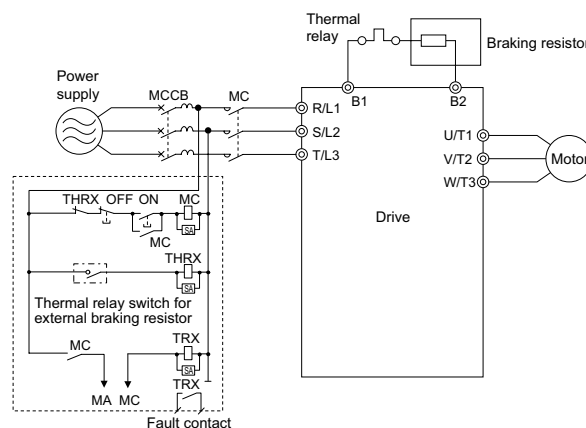 Thermal
relay
Braking resistor
Power
supply
MCCB
MC
B1
B2
R/L1
S/L2
T/L3
U/T1
V/T2
W/T3
Motor
Drive
THRX
OFF
ON
MC
SA
MC
THRX
SA
Thermal relay switch for
external braking resistor
MC
TRX
SA
MA
MC
TRX
Fault contact